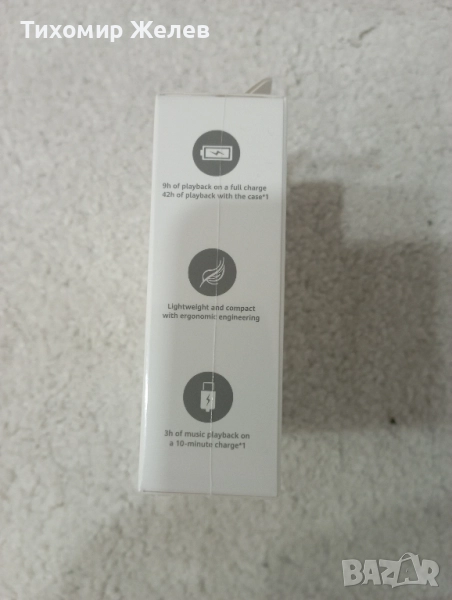 Тихомир Желев
9h of playback on a full charge
42h of playback with the case*1
Lightweight and compact
with ergonomic engineering
3h of music playback on
a 10-minute charge*1
BAZAR